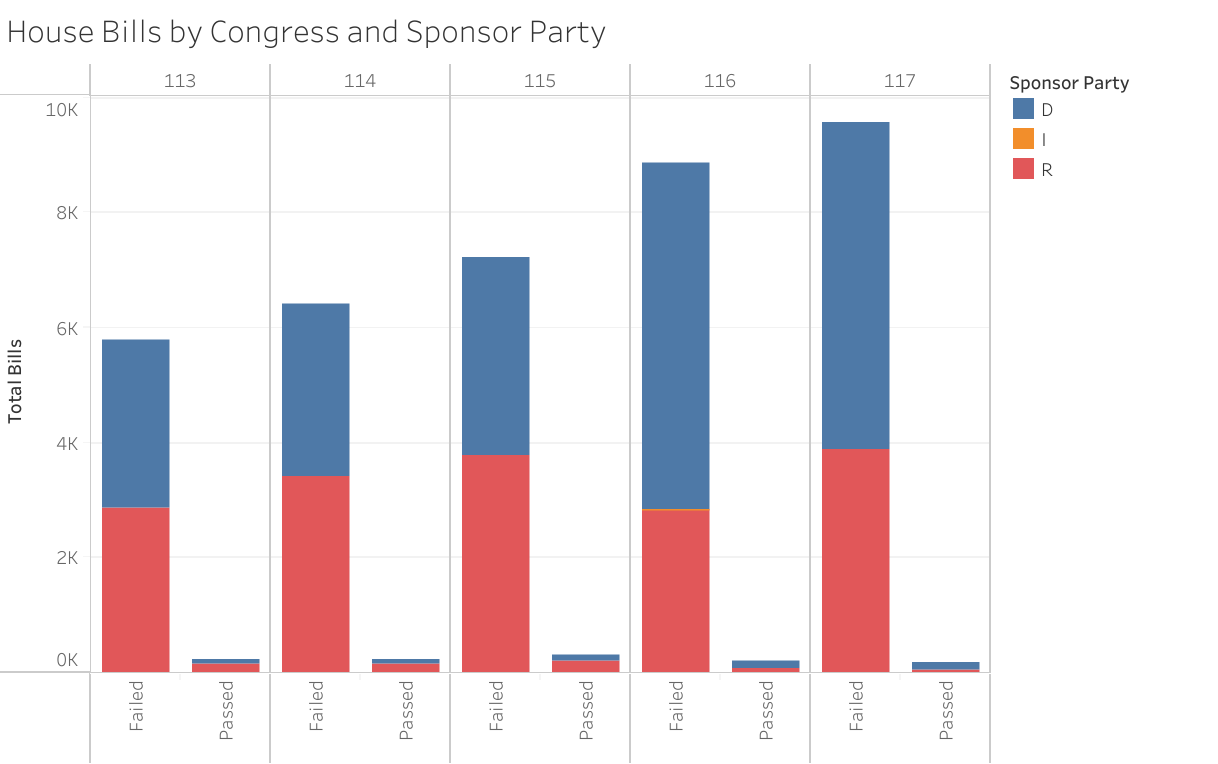 House Bills by Congress and Sponsor Party
113 114 115 116 117
Sponsor Party
D
I
R
10K
8K
6K
4K
2K
0K
Total Bills
Failed Passed Failed Passed Failed Passed Failed Passed Failed Passed